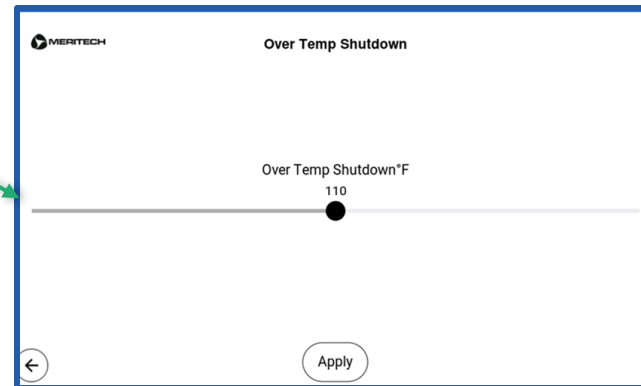 MERITECH
Over Temp Shutdown
Over Temp Shutdown°F
110
Apply